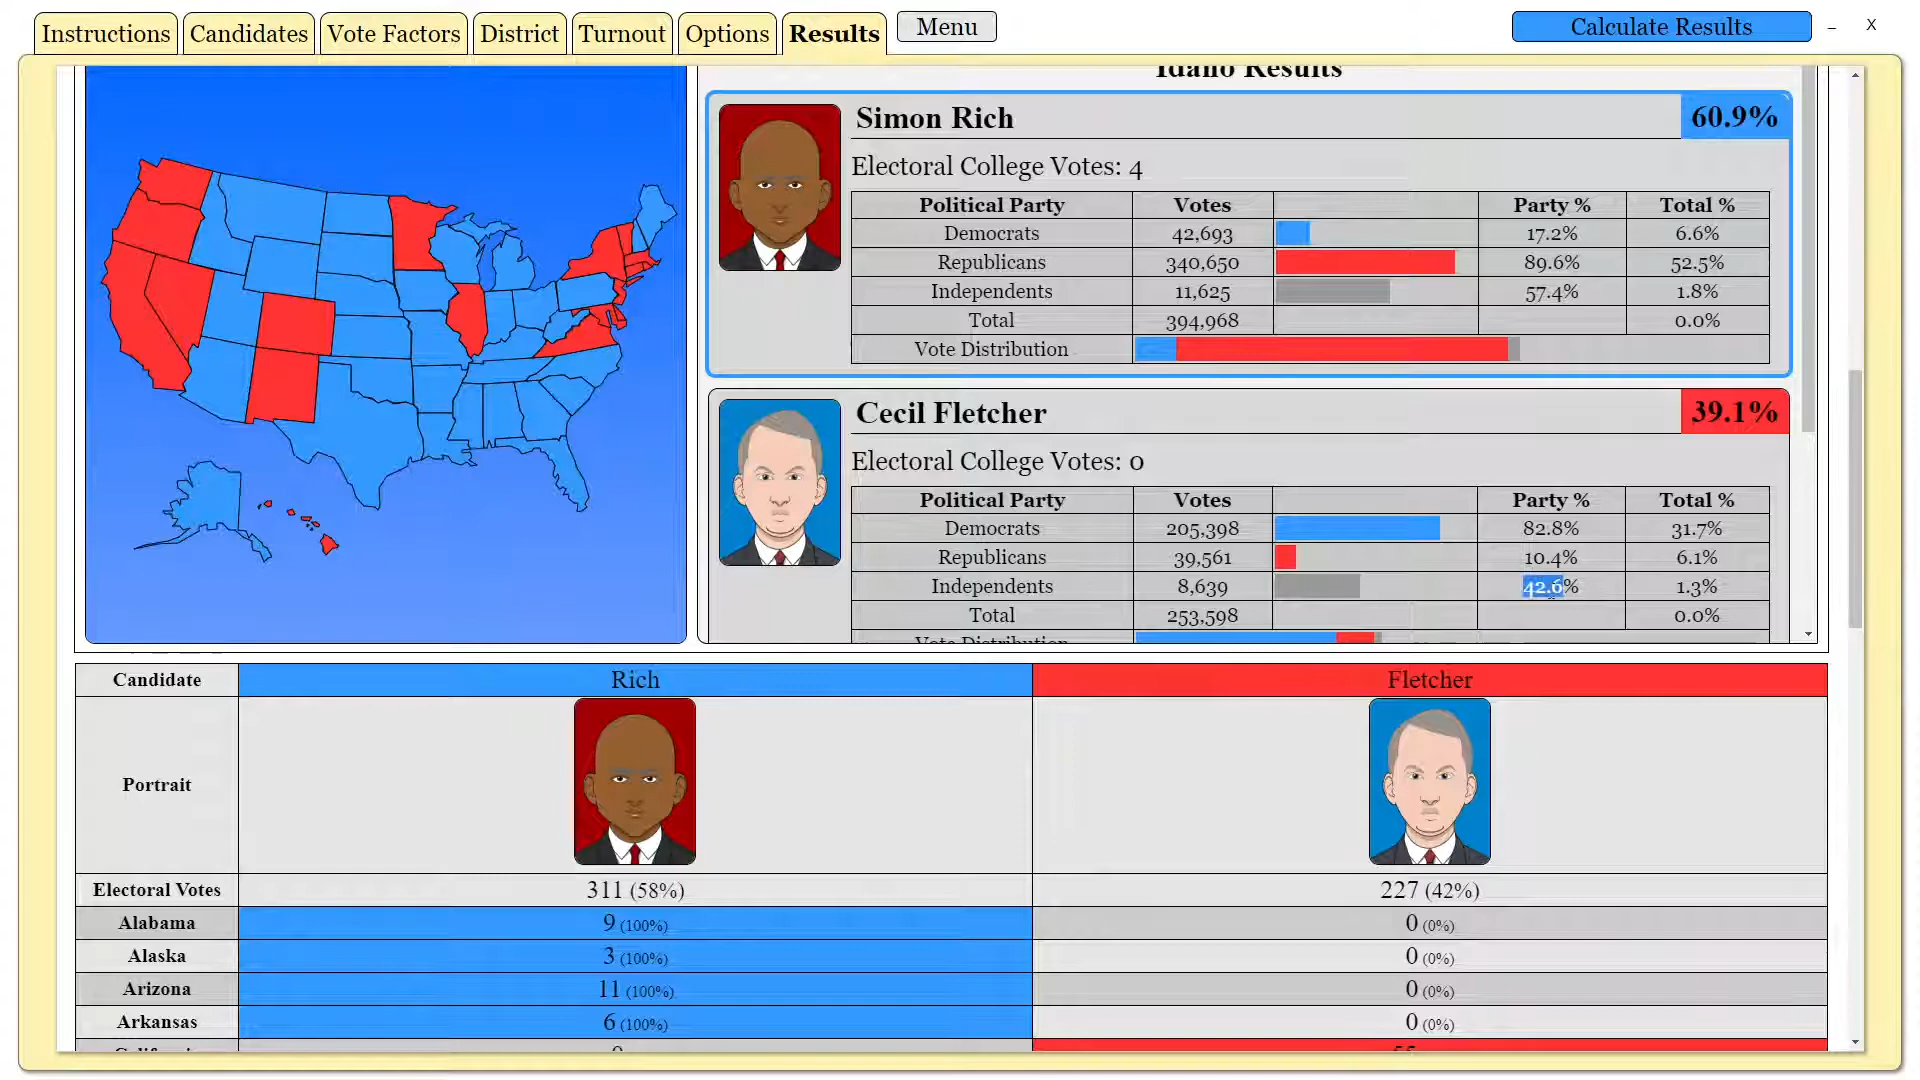 Instructions
Candidates
Vote Factors
District
Turnout
Options
Results
Menu
Calculate Results
_
X
Idaho Results
Simon Rich
60.9%
Electoral College Votes: 4
Political Party Votes Party % Total %
Democrats 42,693 17.2% 6.6%
Republicans 340,650 89.6% 52.5%
Independents 11,625 57.4% 1.8%
Total 394,968 0.0%
Vote Distribution
Cecil Fletcher
39.1%
Electoral College Votes: 0
Political Party Votes Party % Total %
Democrats 205,398 82.8% 31.7%
Republicans 39,561 10.4% 6.1%
Independents 8,639 42.6% 1.3%
Total 253,598 0.0%
Vote Distribution
Candidate Rich Fletcher
Portrait
Electoral Votes 311 (58%) 227 (42%)
Alabama 9 (100%) 0 (0%)
Alaska 3 (100%) 0 (0%)
Arizona 11 (100%) 0 (0%)
Arkansas 6 (100%) 0 (0%)